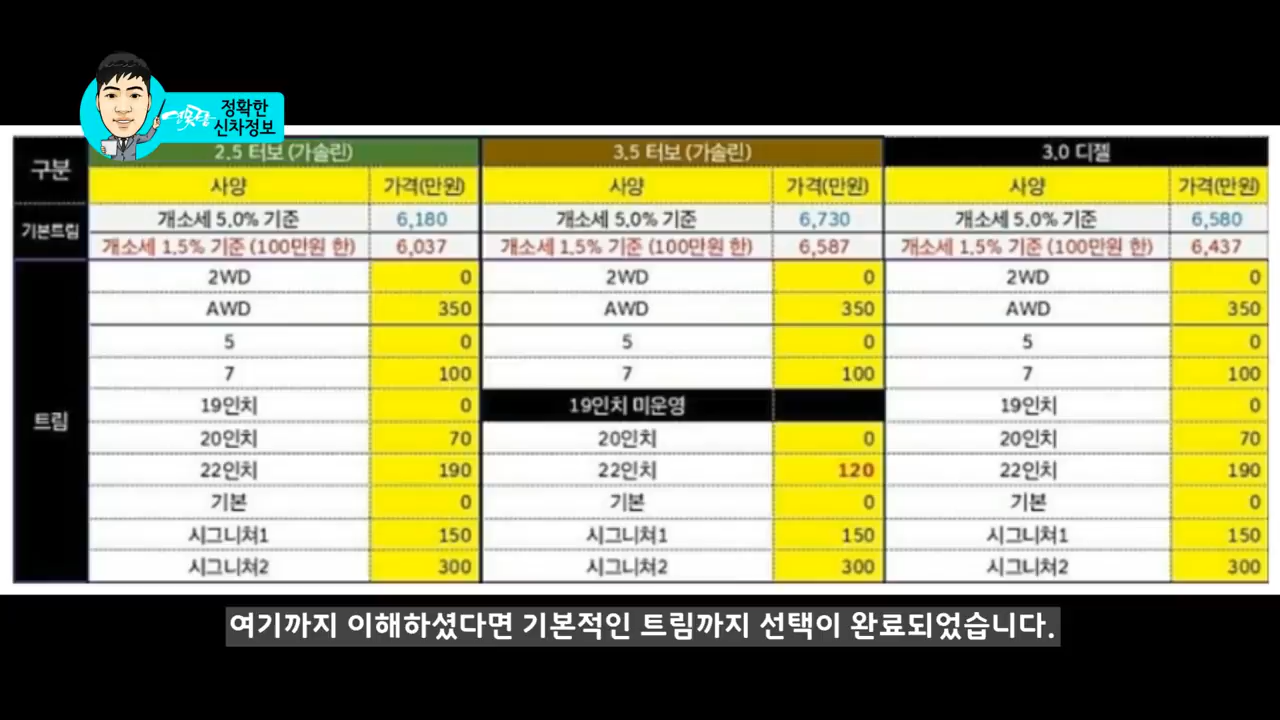 정확한
신차정보
구분 2.5 터보 (가솔린) 3.5 터보 (가솔린) 3.0 디젤
사양 가격(만원) 사양 가격(만원) 사양 가격(만원)
기본트림 개소세 5.0% 기준 6,180 개소세 5.0% 기준 6,730 개소세 5.0% 기준 6,580
개소세 1.5% 기준 (100만원 한) 6,037 개소세 1.5% 기준 (100만원 한) 6,587 개소세 1.5% 기준 (100만원 한) 6,437
트림 2WD 0 2WD 0 2WD 0
AWD 350 AWD 350 AWD 350
5 0 5 0 5 0
7 100 7 100 7 100
19인치 0 19인치 미운영 19인치 0
20인치 70 20인치 0 20인치 70
22인치 190 22인치 120 22인치 190
기본 0 기본 0 기본 0
시그니쳐1 150 시그니쳐1 150 시그니쳐1 150
시그니쳐2 300 시그니쳐2 300 시그니쳐2 300
여기까지 이해하셨다면 기본적인 트림까지 선택이 완료되었습니다.